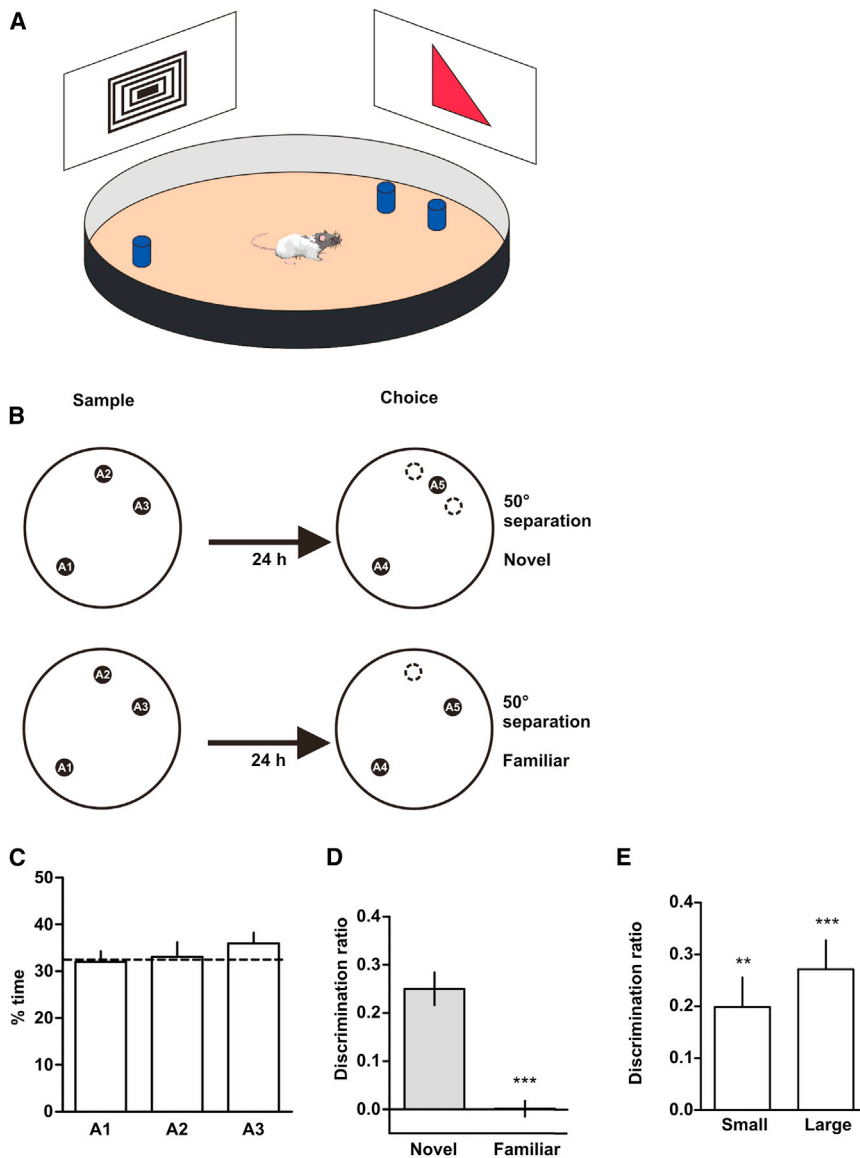 A
B
Sample
Choice
A2
A3
A1
24 h
A5
A4
50°
separation
Novel
A2
A3
A1
24 h
A5
A4
50°
separation
Familiar
C
% time
50
40
30
20
10
0
A1
A2
A3
D
Discrimination ratio
0.4
0.3
0.2
0.1
0.0
***
Novel
Familiar
E
Discrimination ratio
0.4
0.3
0.2
0.1
0.0
**
***
Small
Large